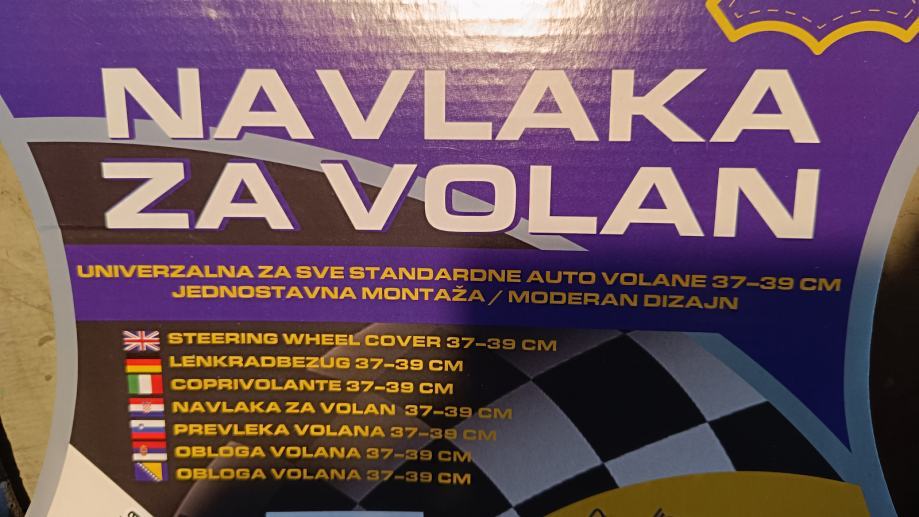 NAVLAKA
ZA VOLAN
UNIVERZALNA ZA SVE STANDARDNE AUTO VOLANE 37-39 CM
JEDNOSTAVNA MONTAŽA / MODERAN DIZAJN
STEERING WHEEL COVER 37-39 CM
LENKRADBEZUG 37-39 CM
COPRIVOLANTE 37-39 CM
NAVLAKA ZA VOLAN 37-39 CM
PREVLEKA VOLANA 37-39 CM
OBLOGA VOLANA 37-39 CM
OBLOGA VOLANA 37-39 CM